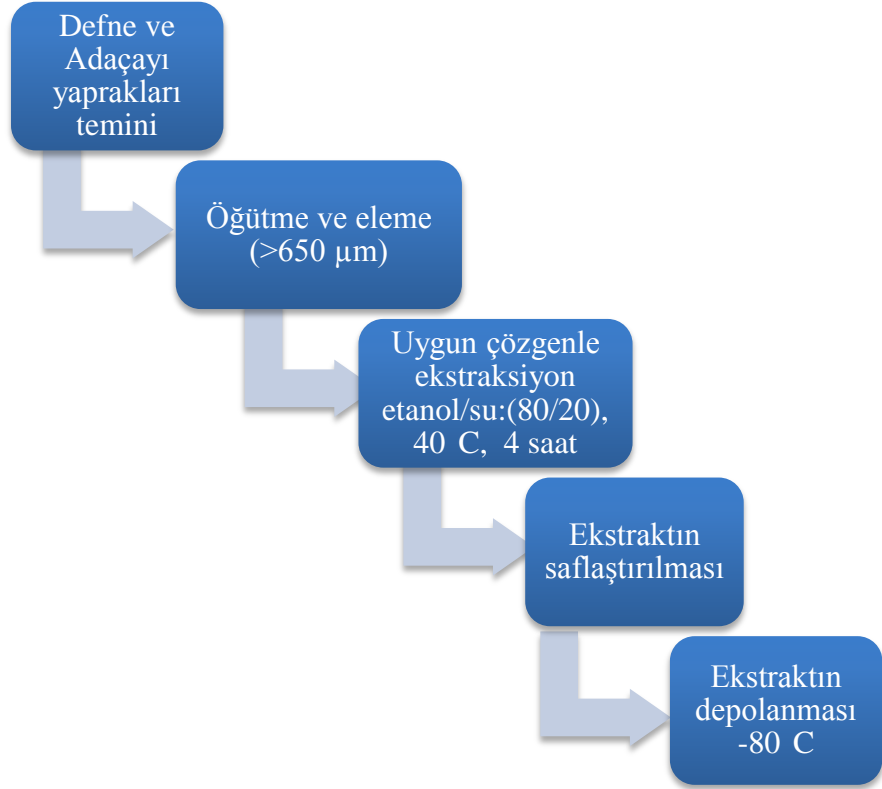 Defne ve
Adaçayı
yaprakları
temini
Öğütme ve eleme
(>650 µm)
Uygun çözgenle
ekstraksiyon
etanol/su:(80/20),
40 C, 4 saat
Ekstraktın
saflaştırılması
Ekstraktın
depolanması
-80 C